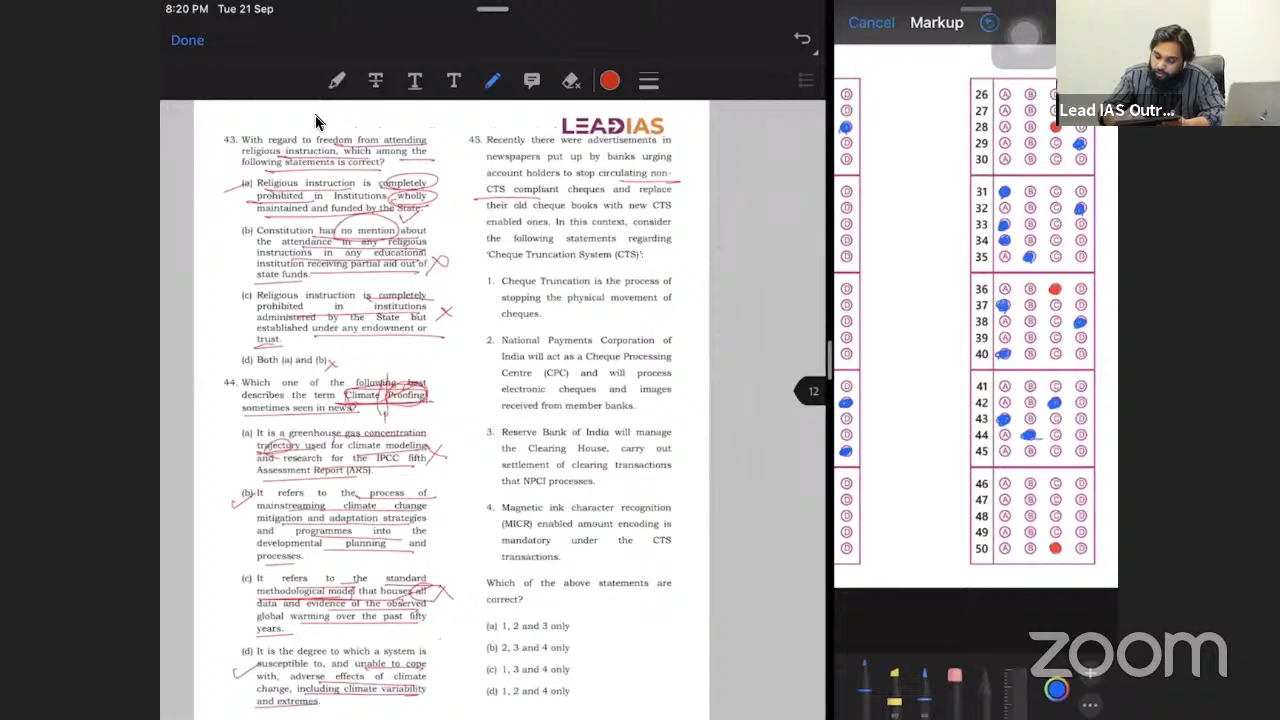 8:20 PM Tue 21 Sep
Done
T
T
T
LEADIAS
43. With regard to freedom from attending
religious instruction, which among the
following statements is correct?
(a) Religious instruction is completely
prohibited in Institutions wholly
maintained and funded by the State.
(b) Constitution has no mention about
the attendance in any religious
instructions in any educational
institution receiving partial aid out of
state funds.
(c) Religious instruction is completely
prohibited in institutions
administered by the State but
established under any endowment or
trust.
(d) Both (a) and (b)
44. Which one of the following best
describes the term Climate Proofing
sometimes seen in news?
(a) It is a greenhouse gas concentration
trajectory used for climate modeling
and research for the IPCC fifth
Assessment Report (AR5).
(b) It refers to the process of
mainstreaming climate change
mitigation and adaptation strategies
and programmes into the
developmental planning and
processes.
(c) It refers to the standard
methodological model that houses all
data and evidence of the observed
global warming over the past fifty
years.
(d) It is the degree to which a system is
susceptible to, and unable to cope
with, adverse effects of climate
change, including climate variability
and extremes.
45. Recently there were advertisements in
newspapers put up by banks urging
account holders to stop circulating non-
CTS compliant cheques and replace
their old cheque books with new CTS
enabled ones. In this context, consider
the following statements regarding
'Cheque Truncation System (CTS)':
1. Cheque Truncation is the process of
stopping the physical movement of
cheques.
2. National Payments Corporation of
India will act as a Cheque Processing
Centre (CPC) and will process
electronic cheques and images
received from member banks.
3. Reserve Bank of India will manage
the Clearing House, carry out
settlement of clearing transactions
that NPCI processes.
4. Magnetic ink character recognition
(MICR) enabled amount encoding is
mandatory under the CTS
transactions.
Which of the above statements are
correct?
(a) 1, 2 and 3 only
(b) 2, 3 and 4 only
(c) 1, 3 and 4 only
(d) 1, 2 and 4 only
12
Cancel Markup
Lead IAS Outr...
26 A B C
27 A B C
28 A B
29 A B C
30 A B C D
31 B C D
32 A B C
33 B C D
34 B C D
35 A C D
36 A B D
37 B C D
38 A B C
39 A B C D
40 B C D
41 A B C D
42 A B D
43 B C D
44 A C D
45 A B C D
46 A B C D
47 A B C D
48 A B C D
49 A B C D
50 A B D
zoom